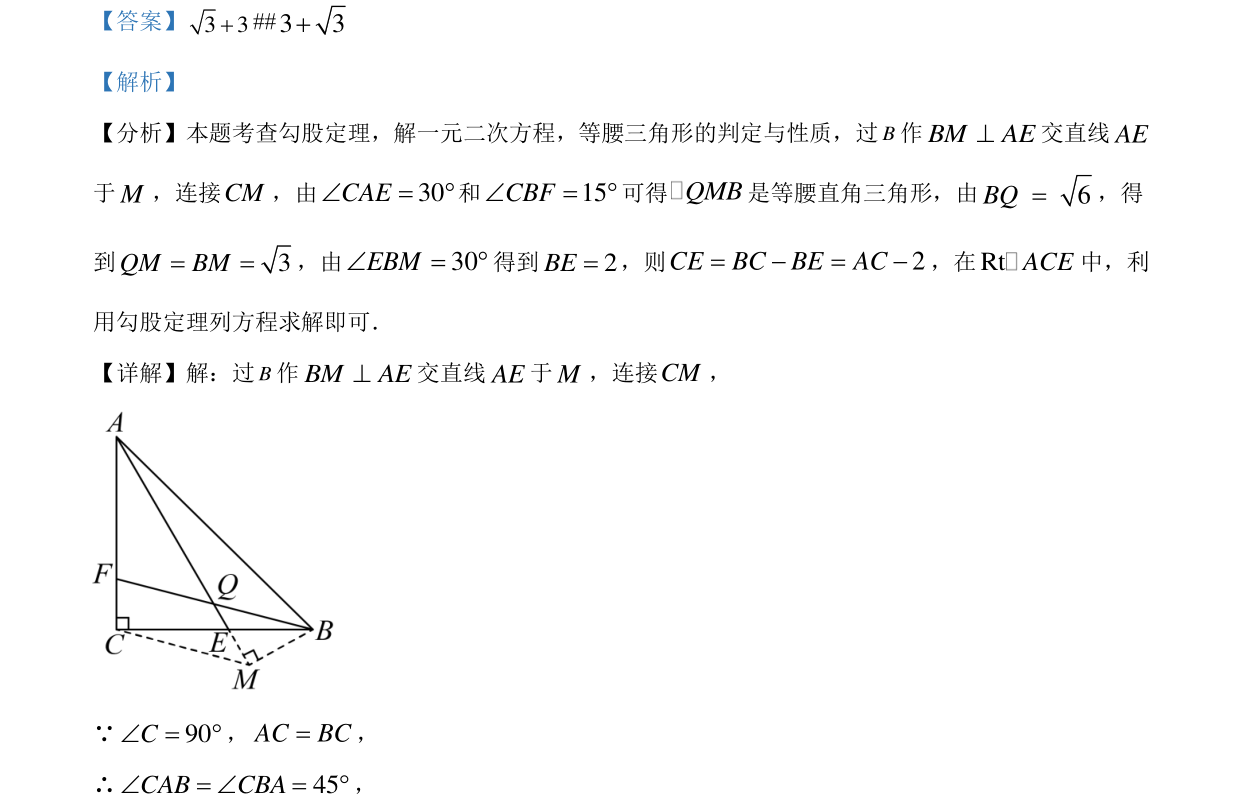 【答案】√3+3##3+√3
【解析】
【分析】本题考查勾股定理，解一元二次方程，等腰三角形的判定与性质，过B作BM⊥AE交直线AE
于M，连接CM，由∠CAE=30°和∠CBF=15°可得□QMB是等腰直角三角形，由BQ=√6，得
到QM=BM=√3，由∠EBM=30°得到BE=2，则CE=BC−BE=AC−2，在Rt□ACE中，利
用勾股定理列方程求解即可．
【详解】解：过B作BM⊥AE交直线AE于M，连接CM，
A
F
Q
C
E
B
M
∵∠C=90°，AC=BC，
∴∠CAB=∠CBA=45°，